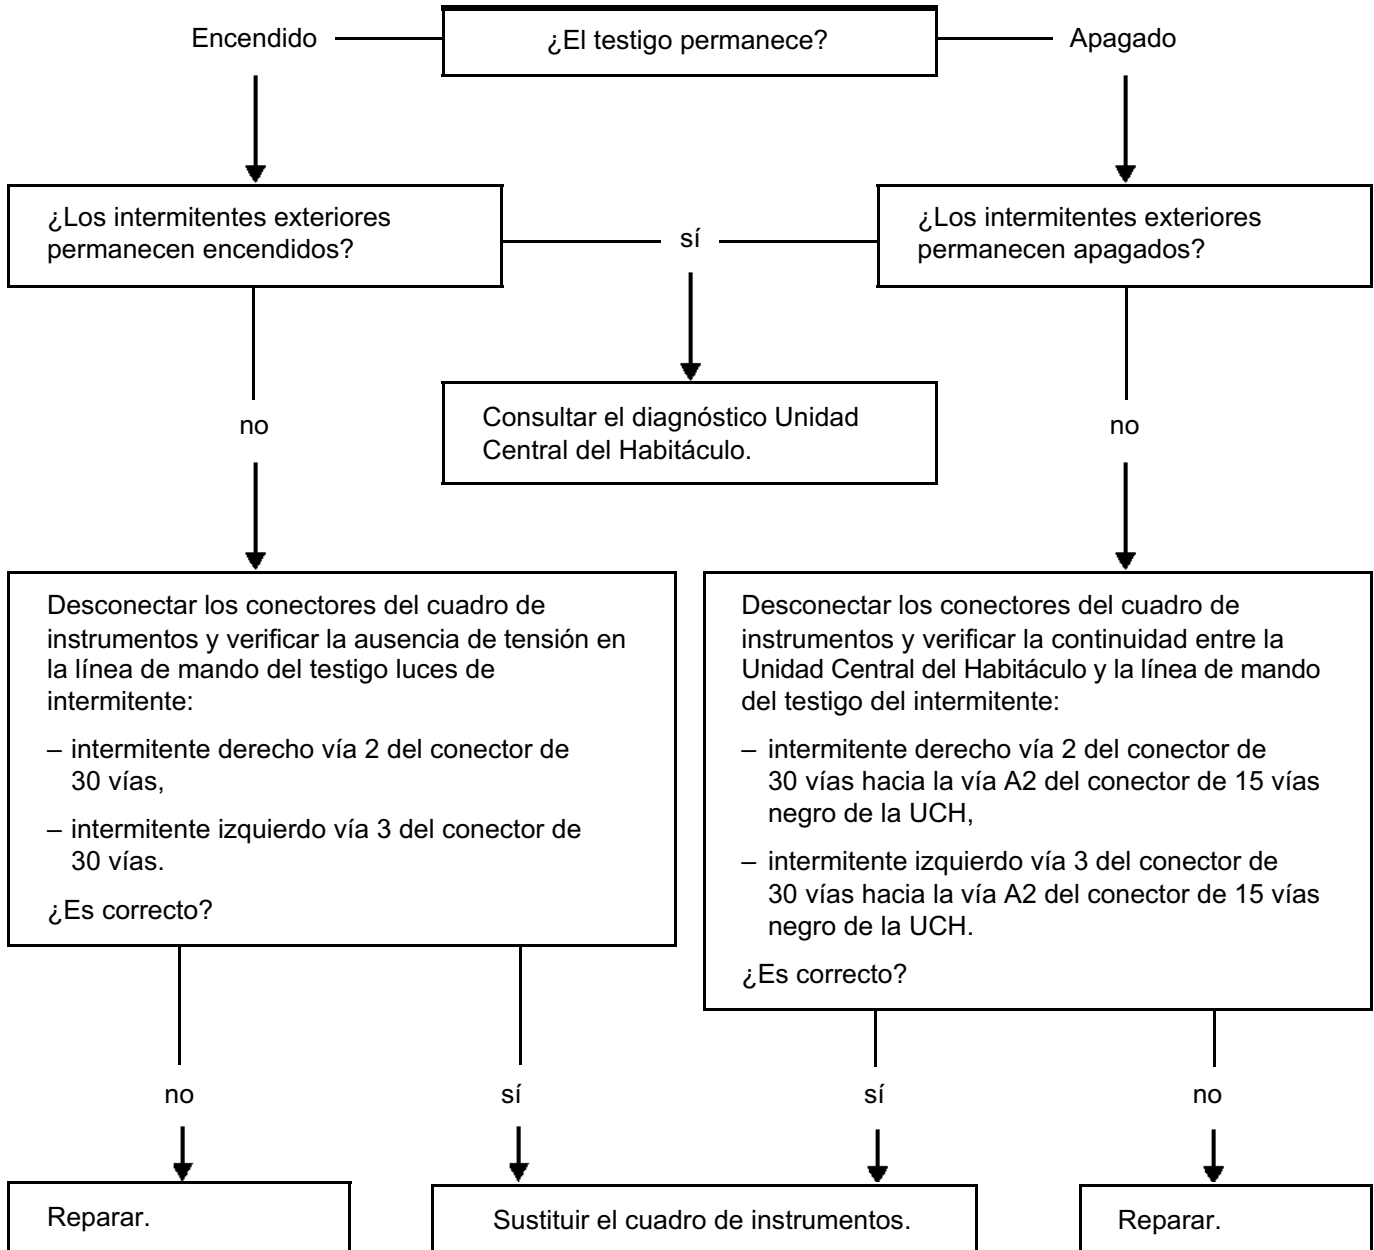 Encendido
¿El testigo permanece?
Apagado
¿Los intermitentes exteriores
permanecen encendidos?
sí
¿Los intermitentes exteriores
permanecen apagados?
no
Consultar el diagnóstico Unidad
Central del Habitáculo.
no
Desconectar los conectores del cuadro de
instrumentos y verificar la ausencia de tensión en
la línea de mando del testigo luces de
intermitente:
– intermitente derecho vía 2 del conector de
30 vías,
– intermitente izquierdo vía 3 del conector de
30 vías.
¿Es correcto?
Desconectar los conectores del cuadro de
instrumentos y verificar la continuidad entre la
Unidad Central del Habitáculo y la línea de mando
del testigo del intermitente:
– intermitente derecho vía 2 del conector de
30 vías hacia la vía A2 del conector de 15 vías
negro de la UCH,
– intermitente izquierdo vía 3 del conector de
30 vías hacia la vía A2 del conector de 15 vías
negro de la UCH.
¿Es correcto?
no
sí
sí
no
Reparar.
Sustituir el cuadro de instrumentos.
Reparar.